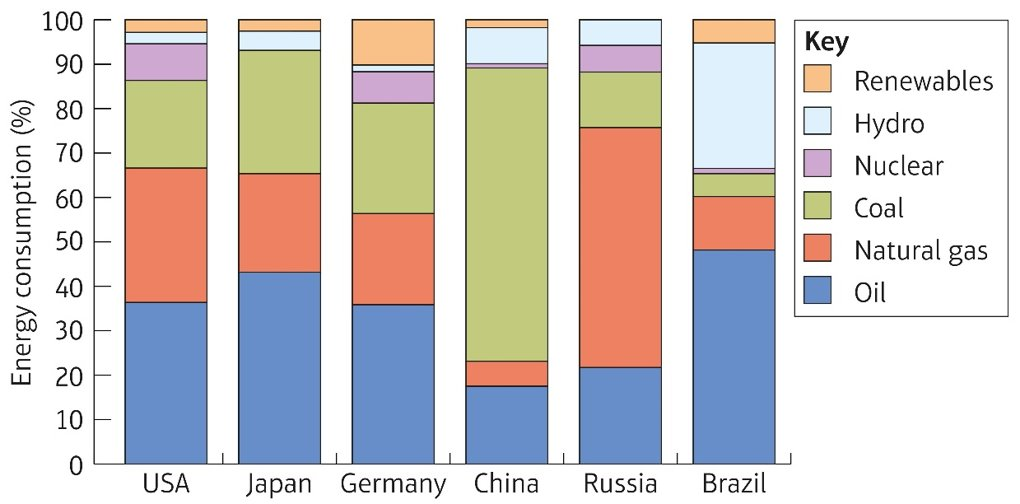 Energy consumption (%)
100
90
80
70
60
50
40
30
20
10
0
USA
Japan
Germany
China
Russia
Brazil
Key
Renewables
Hydro
Nuclear
Coal
Natural gas
Oil